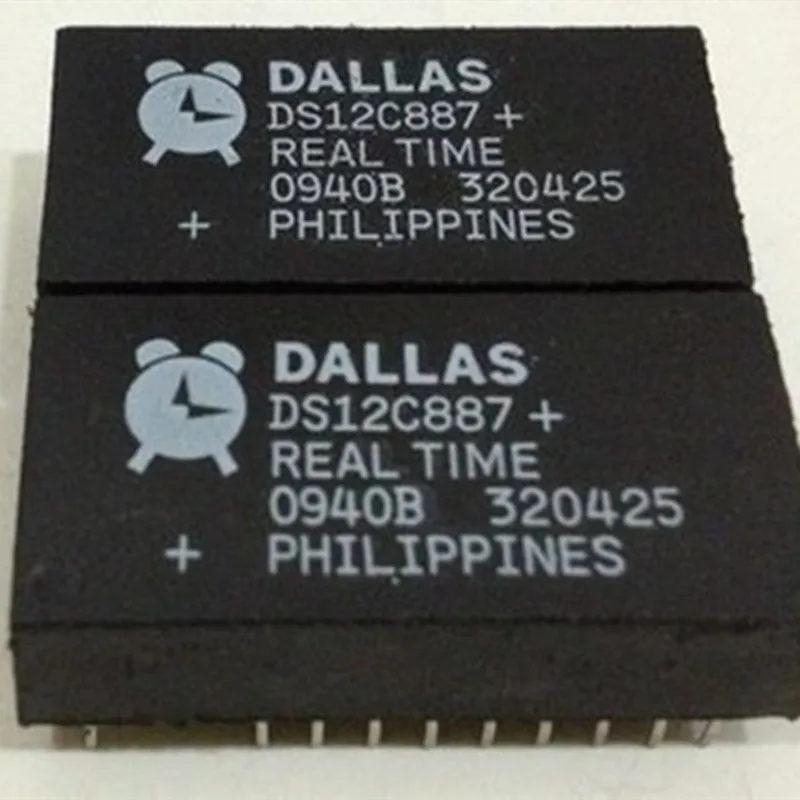 DALLAS
DS12C887+
REAL TIME
0940B 320425
+ PHILIPPINES
DALLAS
DS12C887+
REAL TIME
0940B 320425
+ PHILIPPINES